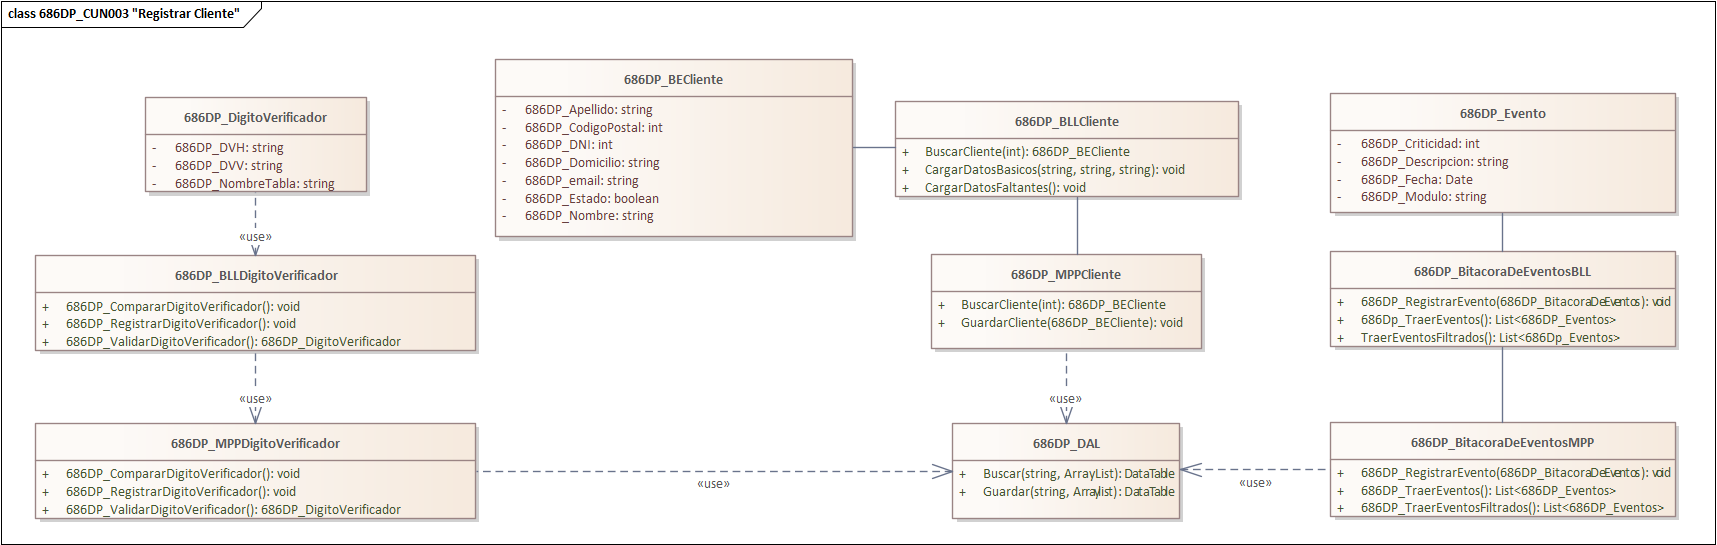 class 686DP_CUN003 "Registrar Cliente"
686DP_DigitoVerificador
- 686DP_DVH: string
- 686DP_DVV: string
- 686DP_NombreTabla: string
«use»
686DP_BLLDigitoVerificador
+ 686DP_CompararDigitoVerificador(): void
+ 686DP_RegistrarDigitoVerificador(): void
+ 686DP_ValidarDigitoVerificador(): 686DP_DigitoVerificador
«use»
686DP_MPPDigitoVerificador
+ 686DP_CompararDigitoVerificador(): void
+ 686DP_RegistrarDigitoVerificador(): void
+ 686DP_ValidarDigitoVerificador(): 686DP_DigitoVerificador
«use»
686DP_BECliente
- 686DP_Apellido: string
- 686DP_CodigoPostal: int
- 686DP_DNI: int
- 686DP_Domicilio: string
- 686DP_email: string
- 686DP_Estado: boolean
- 686DP_Nombre: string
686DP_BLLCliente
+ BuscarCliente(int): 686DP_BECliente
+ CargarDatosBasicos(string, string, string): void
+ CargarDatosFaltantes(): void
686DP_MPPCliente
+ BuscarCliente(int): 686DP_BECliente
+ GuardarCliente(686DP_BECliente): void
«use»
686DP_DAL
+ Buscar(string, ArrayList): DataTable
+ Guardar(string, Arraylist): DataTable
«use»
686DP_Evento
- 686DP_Criticidad: int
- 686DP_Descripcion: string
- 686DP_Fecha: Date
- 686DP_Modulo: string
686DP_BitacoraDeEventosBLL
+ 686DP_RegistrarEvento(686DP_BitacoraDeEventos): void
+ 686Dp_TraerEventos(): List<686DP_Eventos>
+ TraerEventosFiltrados(): List<686Dp_Eventos>
686DP_BitacoraDeEventosMPP
+ 686DP_RegistrarEvento(686DP_BitacoraDeEventos): void
+ 686DP_TraerEventos(): List<686DP_Eventos>
+ 686DP_TraerEventosFiltrados(): List<686DP_Eventos>